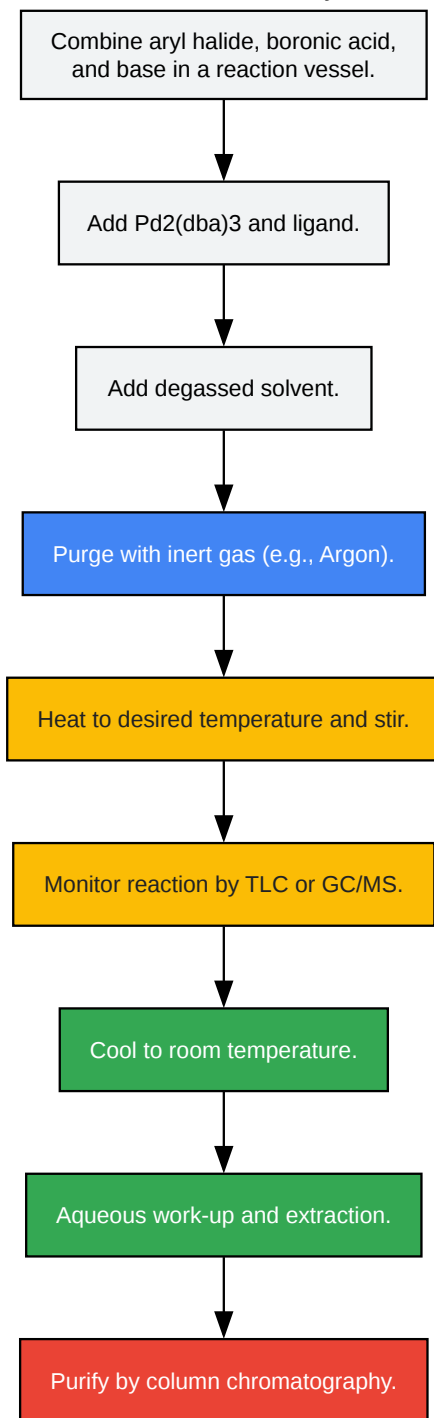 Combine aryl halide, boronic acid,
and base in a reaction vessel.
Add Pd2(dba)3 and ligand.
Add degassed solvent.
Purge with inert gas (e.g., Argon).
Heat to desired temperature and stir.
Monitor reaction by TLC or GC/MS.
Cool to room temperature.
Aqueous work-up and extraction.
Purify by column chromatography.